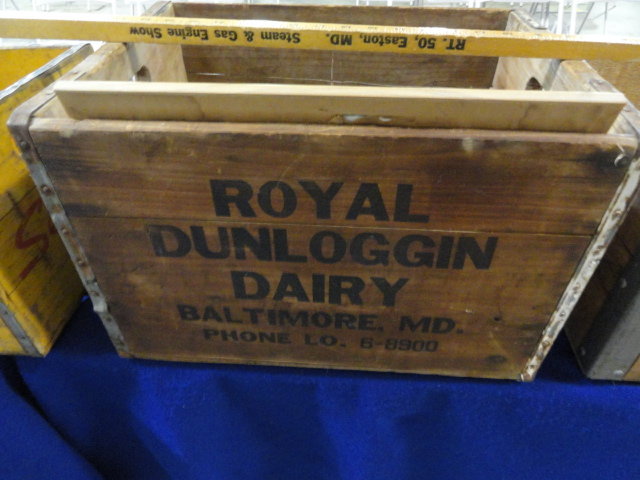 RT. 50, Easton, MD. Steam & Gas Engine Show
ROYAL
DUNLOGGIN
DAIRY
BALTIMORE, MD.
PHONE LO. 6-8900